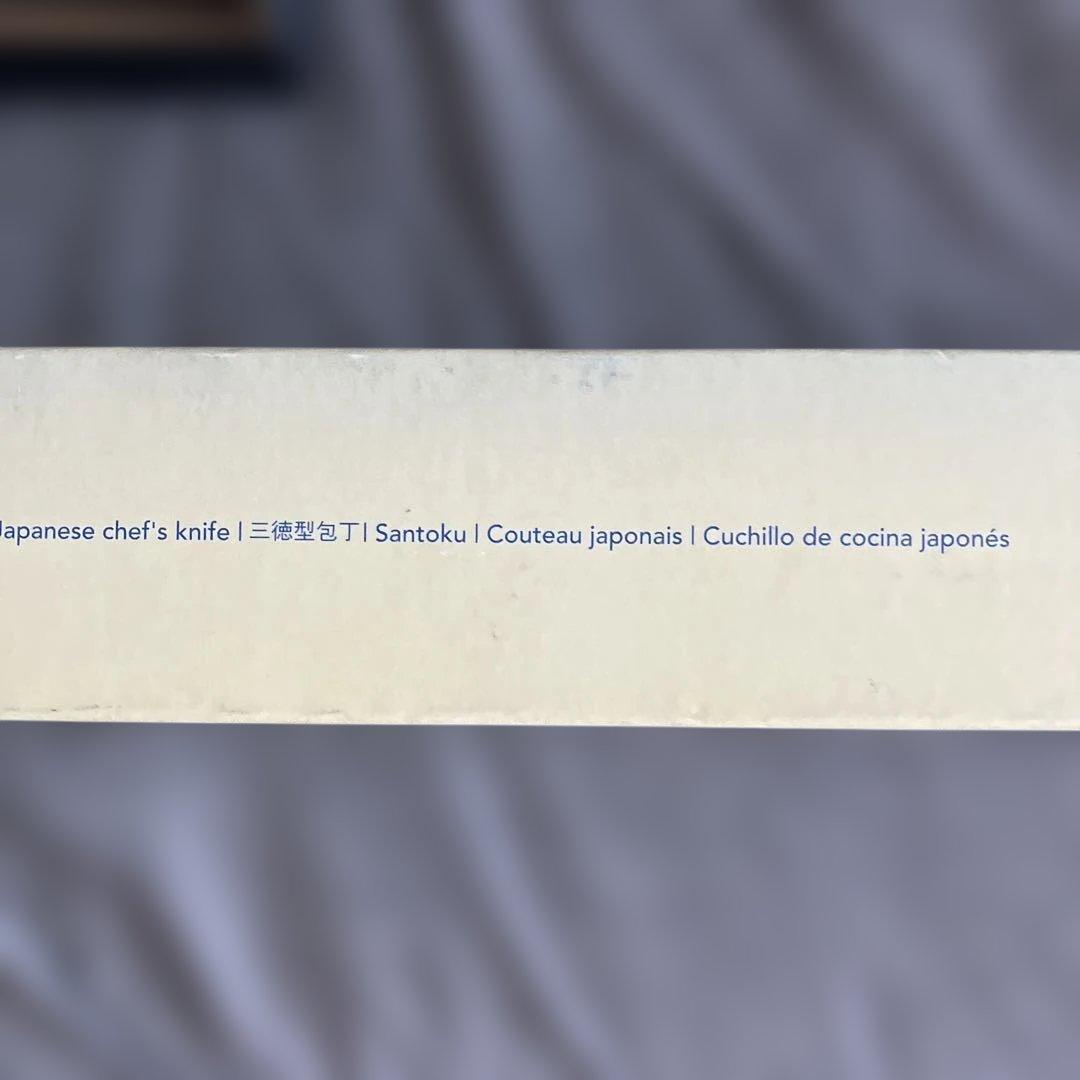 Japanese chef's knife | 三徳型包丁| Santoku | Couteau japonais | Cuchillo de cocina japonés